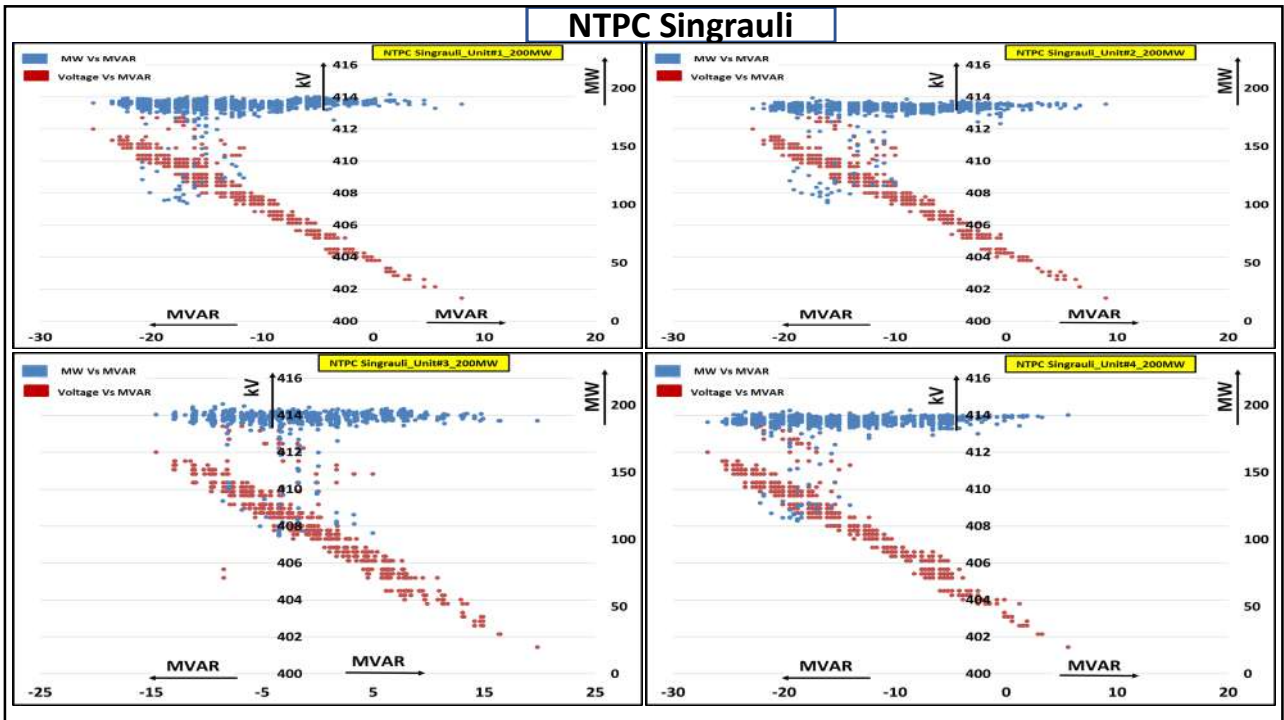 NTPC Singrauli
NTPC Singrauli_Unit#1_200MW
MW Vs MVAR
Voltage Vs MVAR
kV
MW
416
414
412
410
408
406
404
402
400
200
150
100
50
0
MVAR
MVAR
-30 -20 -10 0 10 20
NTPC Singrauli_Unit#2_200MW
MW Vs MVAR
Voltage Vs MVAR
kV
MW
416
414
412
410
408
406
404
402
400
200
150
100
50
0
MVAR
MVAR
-30 -20 -10 0 10 20
NTPC Singrauli_Unit#3_200MW
MW Vs MVAR
Voltage Vs MVAR
kV
MW
416
414
412
410
408
406
404
402
400
200
150
100
50
0
MVAR
MVAR
-25 -15 -5 5 15 25
NTPC Singrauli_Unit#4_200MW
MW Vs MVAR
Voltage Vs MVAR
kV
MW
416
414
412
410
408
406
404
402
400
200
150
100
50
0
MVAR
MVAR
-30 -20 -10 0 10 20